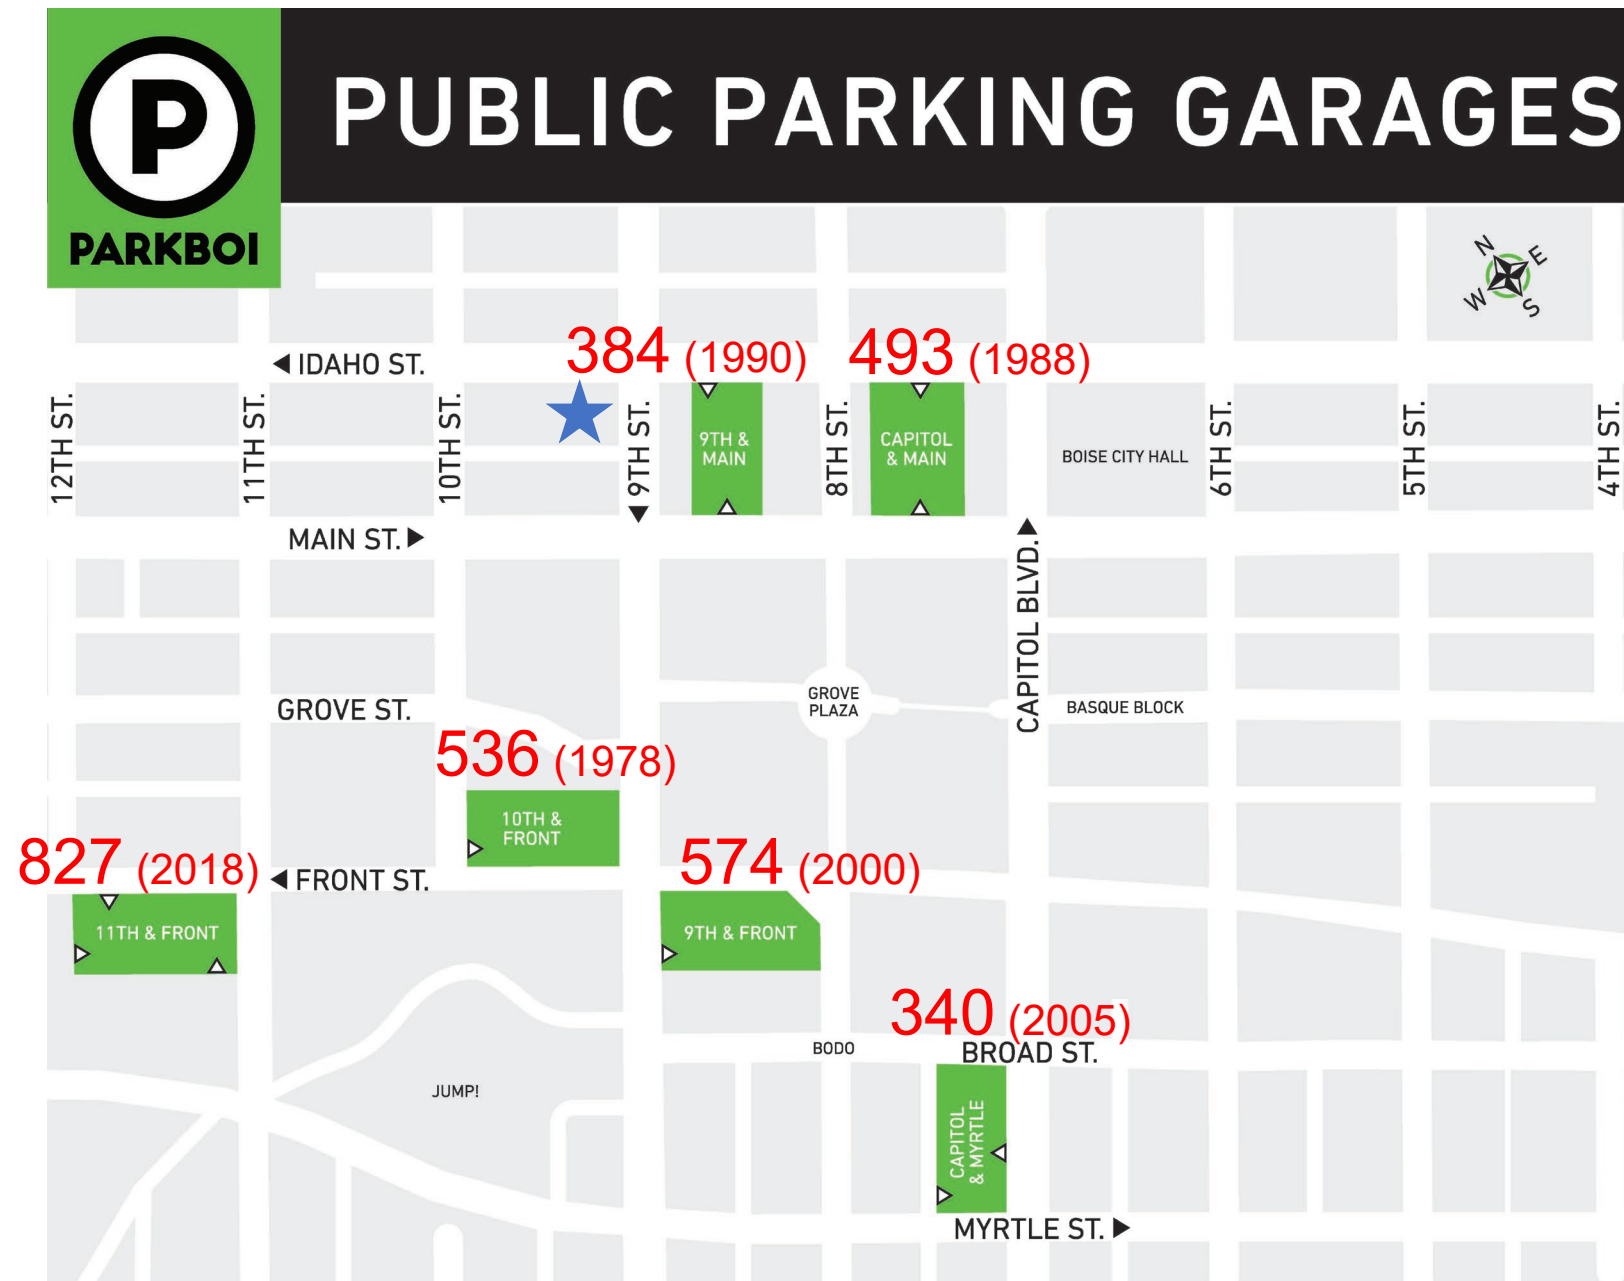 P
PARKBOI
PUBLIC PARKING GARAGES
N
E
W
S
IDAHO ST.
384 (1990)
493 (1988)
12TH ST.
11TH ST.
10TH ST.
9TH ST.
9TH &
MAIN
8TH ST.
CAPITOL
& MAIN
BOISE CITY HALL
6TH ST.
5TH ST.
4TH ST.
MAIN ST.
CAPITOL BLVD.
GROVE ST.
GROVE
PLAZA
BASQUE BLOCK
536 (1978)
10TH &
FRONT
827 (2018)
FRONT ST.
574 (2000)
11TH & FRONT
9TH & FRONT
340 (2005)
BODO
BROAD ST.
JUMP!
CAPITOL
& MYRTLE
MYRTLE ST.